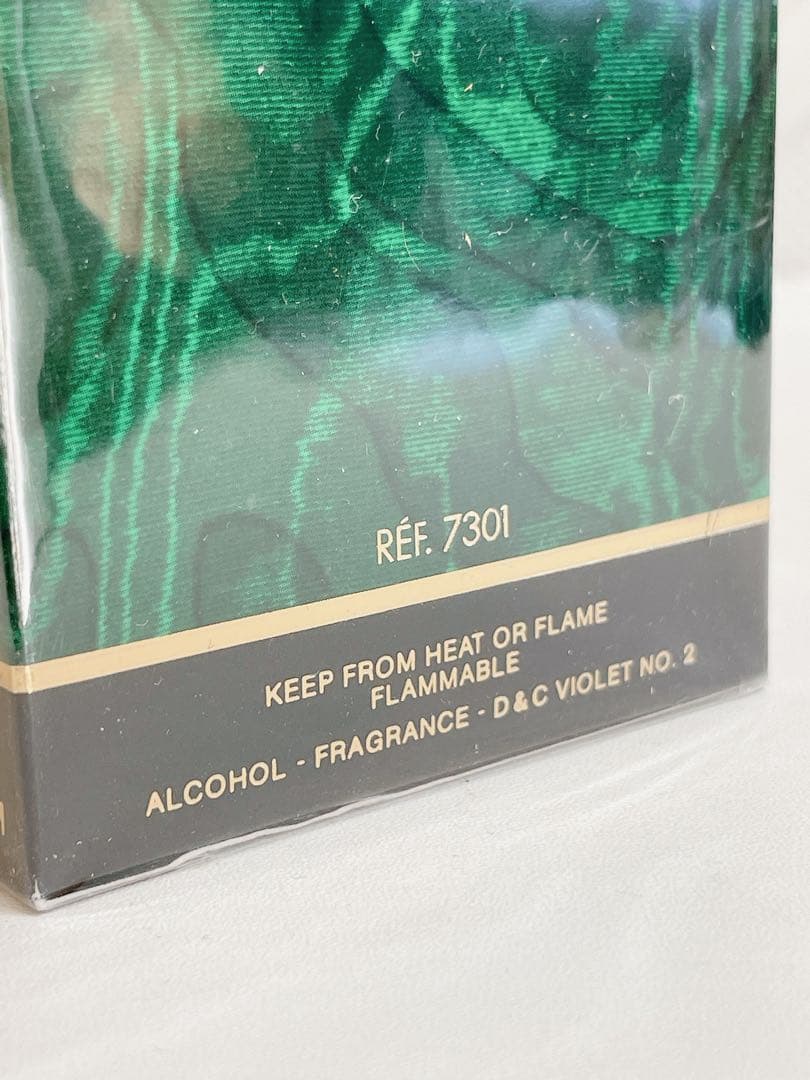 RÉF. 7301
KEEP FROM HEAT OR FLAME
FLAMMABLE
ALCOHOL - FRAGRANCE - D&C VIOLET NO. 2